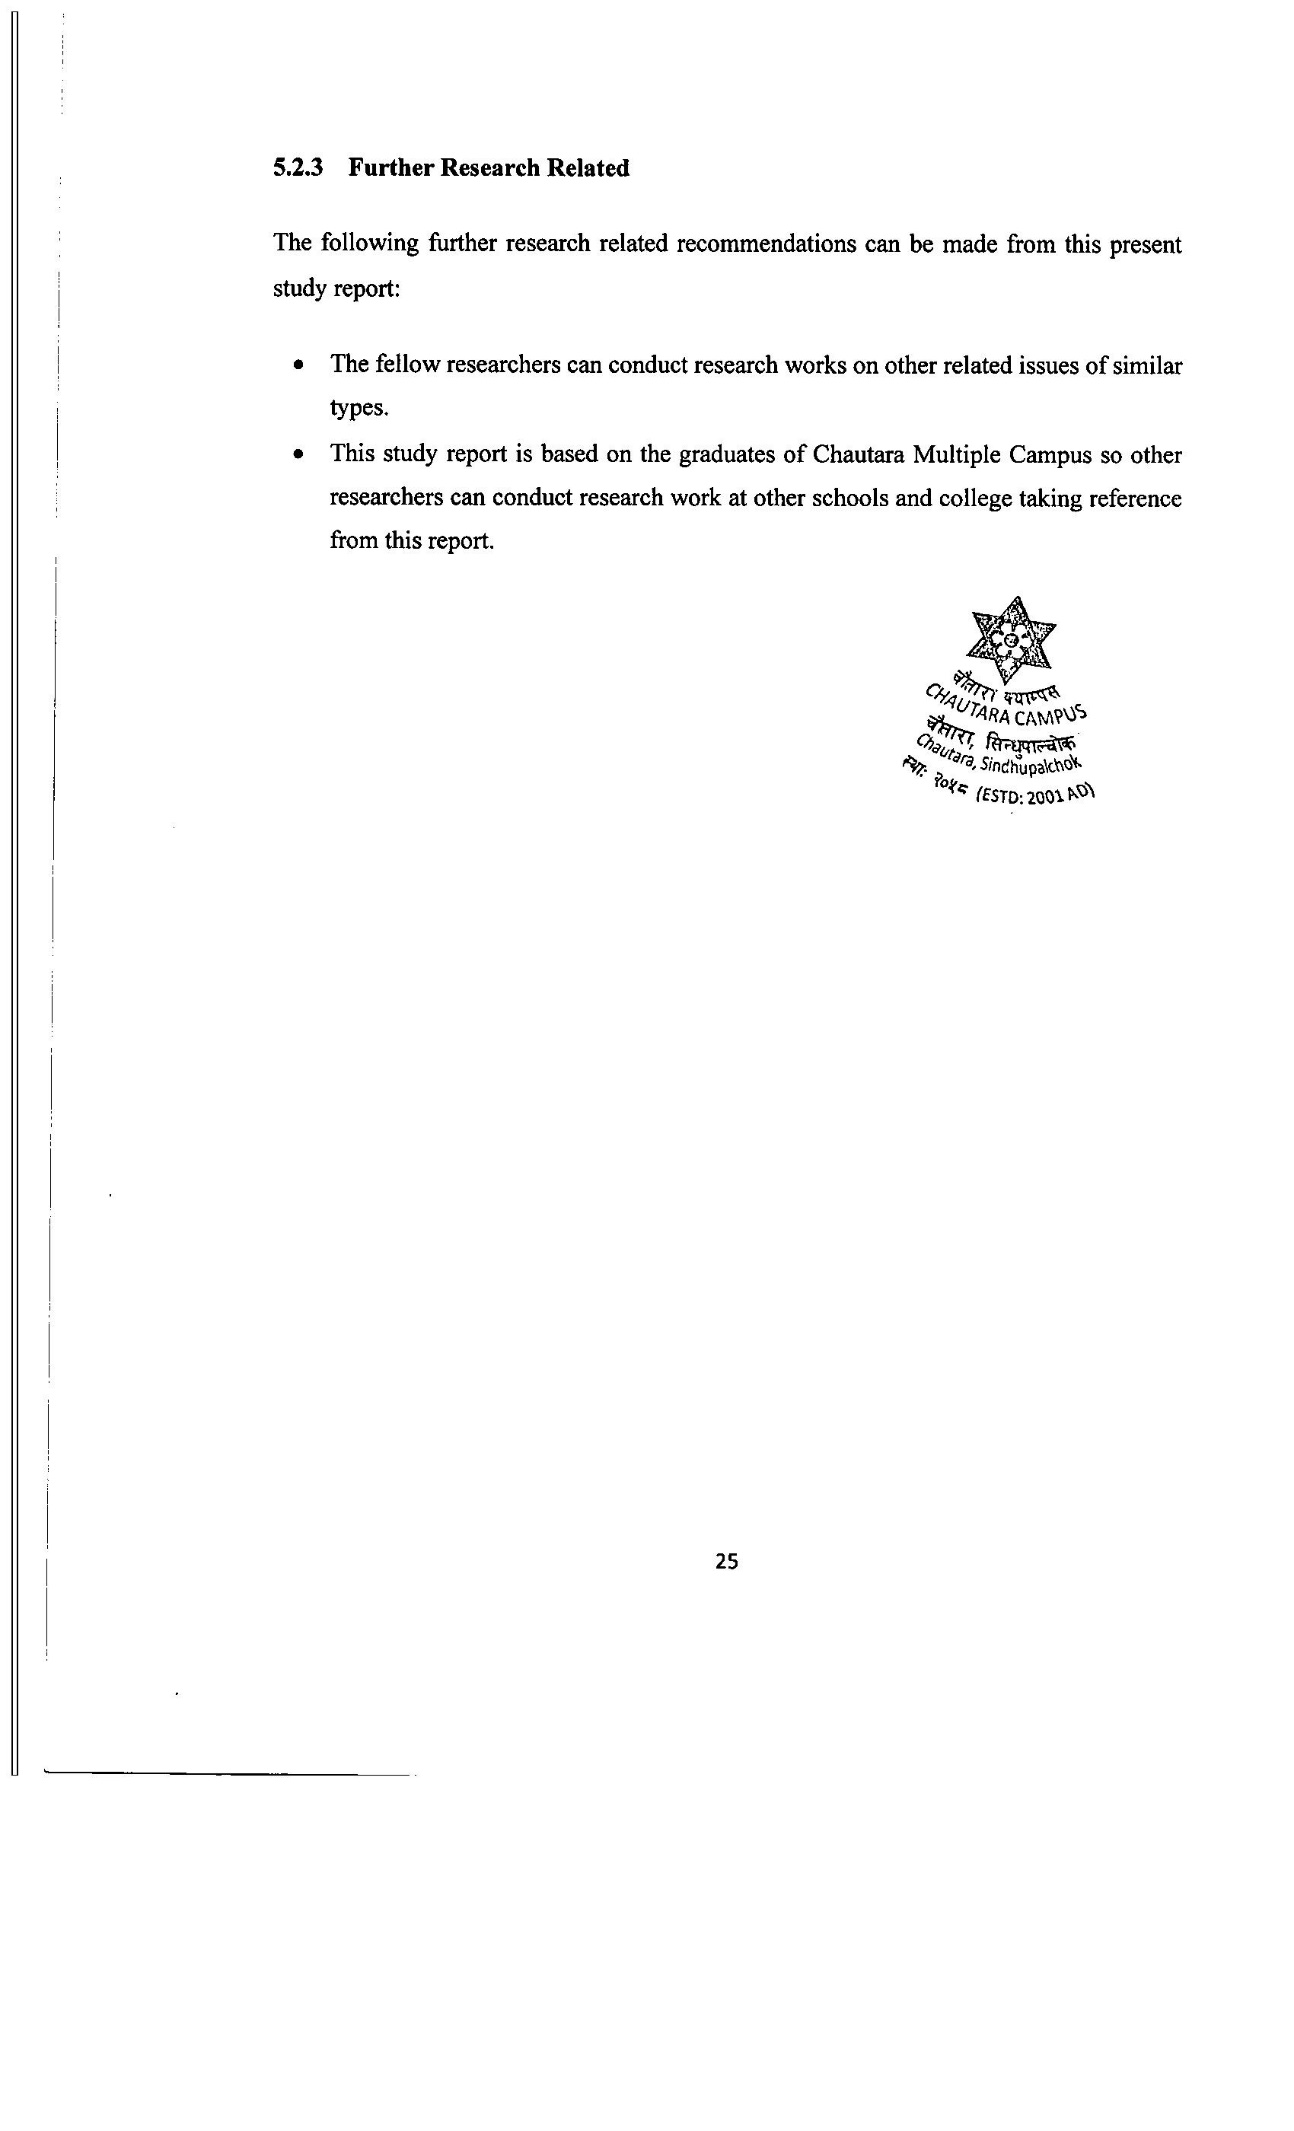 5.2.3 Further Research Related
The following further research related recommendations can be made from this present
study report:
• The fellow researchers can conduct research works on other related issues of similar
types.
• This study report is based on the graduates of Chautara Multiple Campus so other
researchers can conduct research work at other schools and college taking reference
from this report.
चौतारा क्याम्पस
CHAUTARA CAMPUS
चौतारा, सिन्धुपाल्चोक
Chautara, Sindhupalchok
स्था: २०५८ (ESTD: 2001 AD)
25